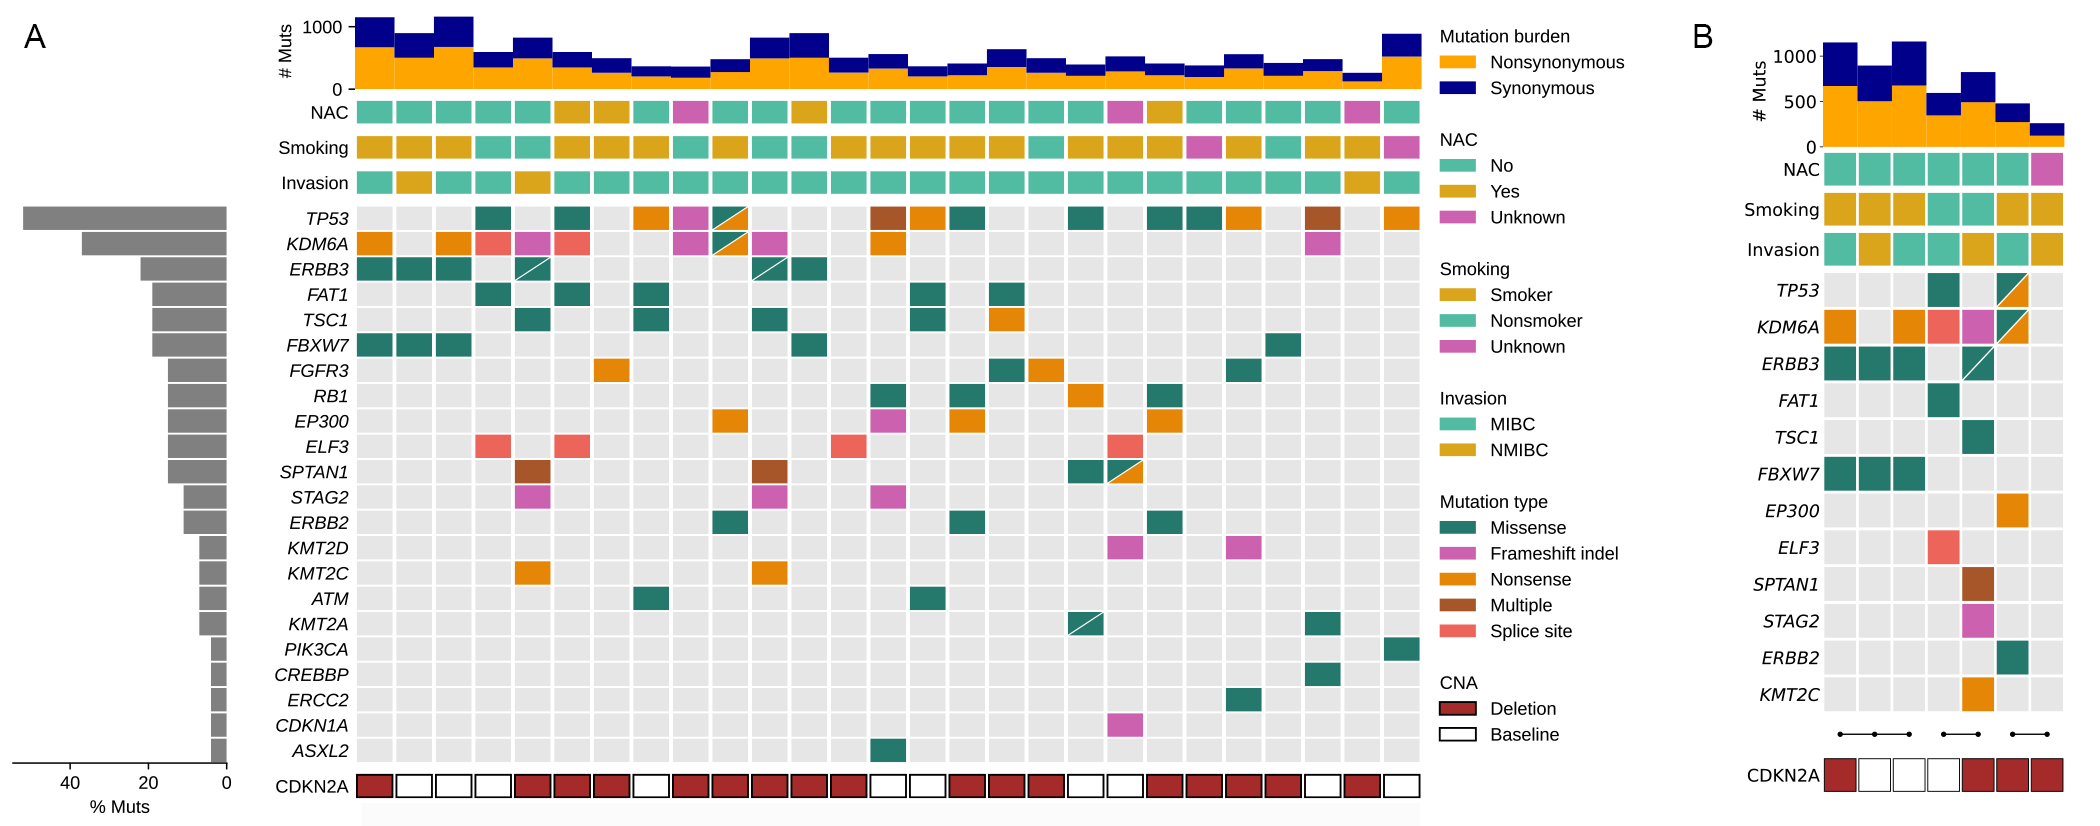 A
# Muts
1000
0
NAC
Smoking
Invasion
TP53
KDM6A
ERBB3
FAT1
TSC1
FBXW7
FGFR3
RB1
EP300
ELF3
SPTAN1
STAG2
ERBB2
KMT2D
KMT2C
ATM
KMT2A
PIK3CA
CREBBP
ERCC2
CDKN1A
ASXL2
CDKN2A
40 20 0
% Muts
Mutation burden
Nonsynonymous
Synonymous
NAC
No
Yes
Unknown
Smoking
Smoker
Nonsmoker
Unknown
Invasion
MIBC
NMIBC
Mutation type
Missense
Frameshift indel
Nonsense
Multiple
Splice site
CNA
Deletion
Baseline
B
# Muts
1000
500
0
NAC
Smoking
Invasion
TP53
KDM6A
ERBB3
FAT1
TSC1
FBXW7
EP300
ELF3
SPTAN1
STAG2
ERBB2
KMT2C
CDKN2A